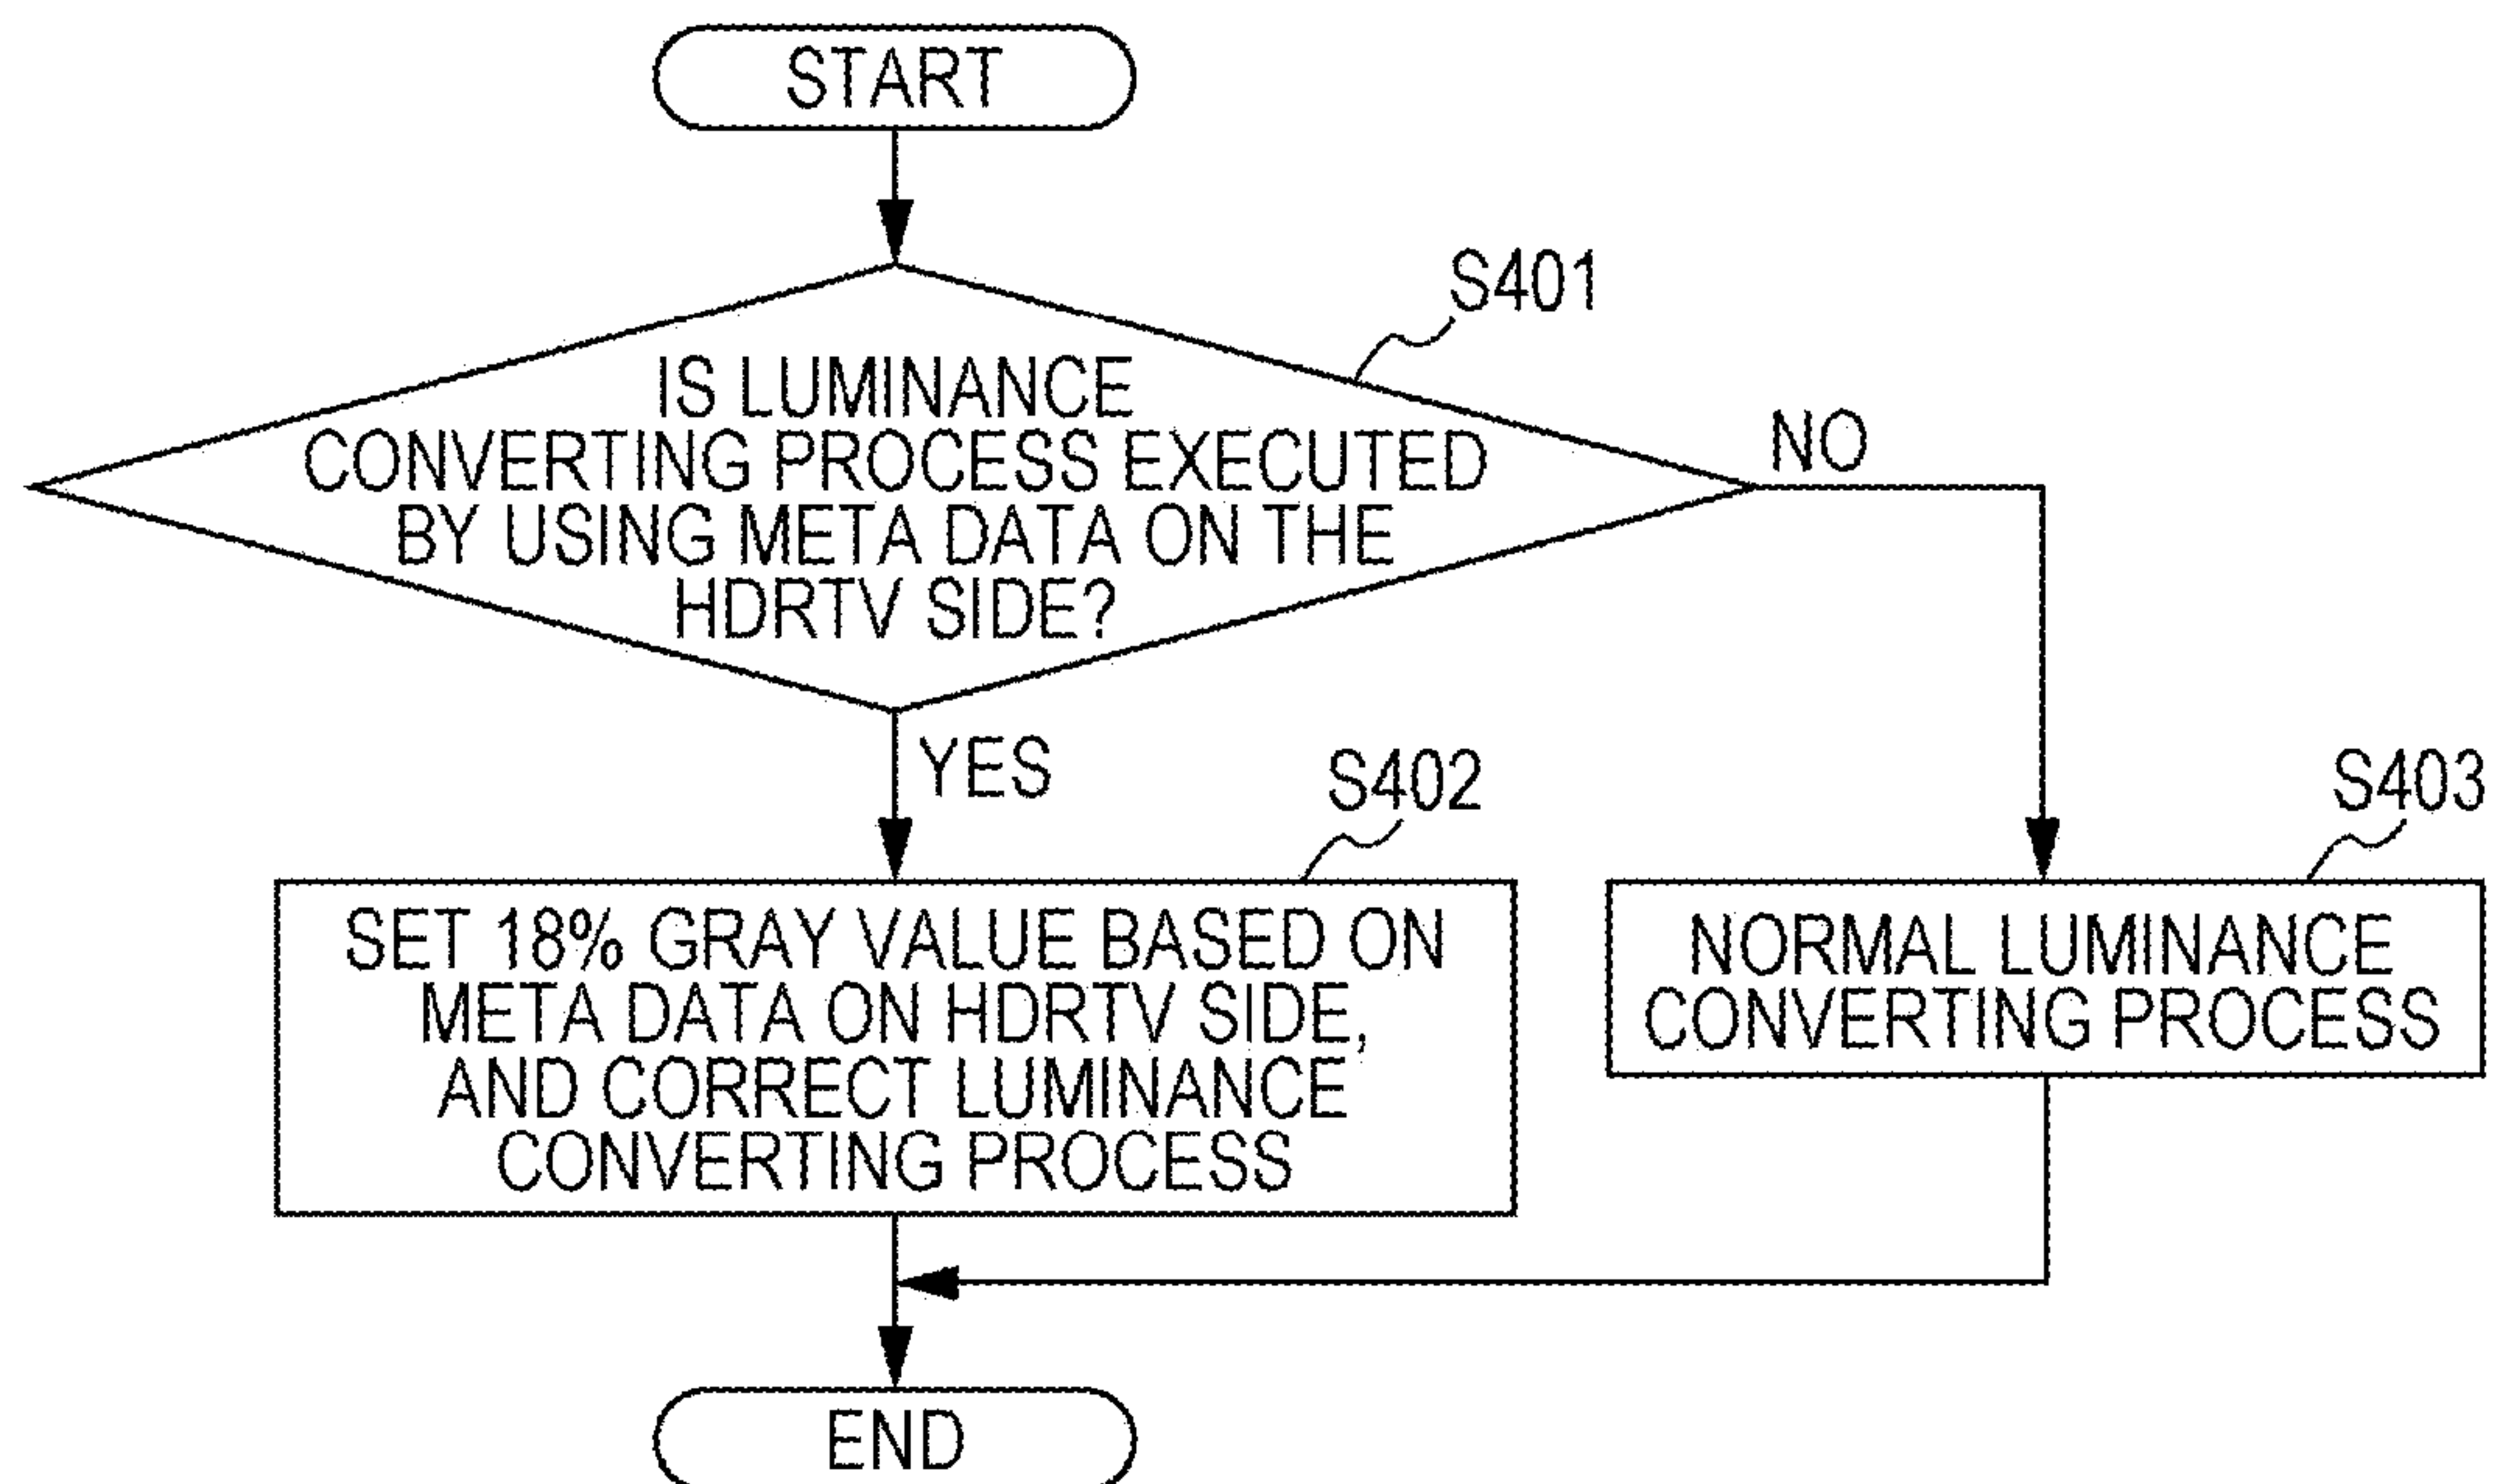 START
S401
IS LUMINANCE
CONVERTING PROCESS EXECUTED
BY USING META DATA ON THE
HDRTV SIDE?
NO
YES
S402
SET 18% GRAY VALUE BASED ON
META DATA ON HDRTV SIDE,
AND CORRECT LUMINANCE
CONVERTING PROCESS
S403
NORMAL LUMINANCE
CONVERTING PROCESS
END